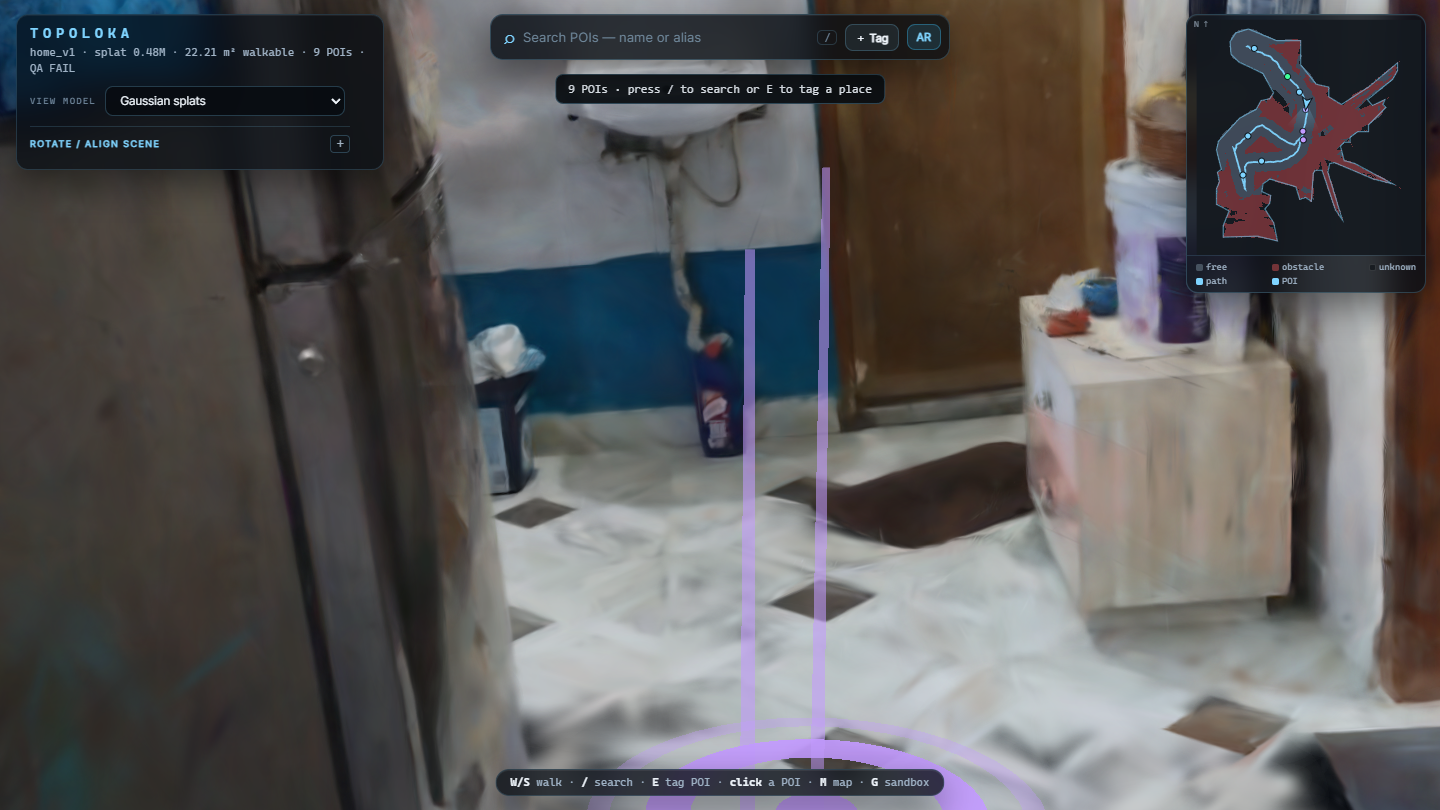 TOPOLOKA
home_v1 · splat 0.48M · 22.21 m² walkable · 9 POIs ·
QA FAIL
VIEW MODEL
Gaussian splats
ROTATE / ALIGN SCENE
+
Search POIs — name or alias
/
+ Tag
AR
9 POIs · press / to search or E to tag a place
N ↑
free
obstacle
unknown
path
POI
W/S walk · / search · E tag POI · click a POI · M map · G sandbox